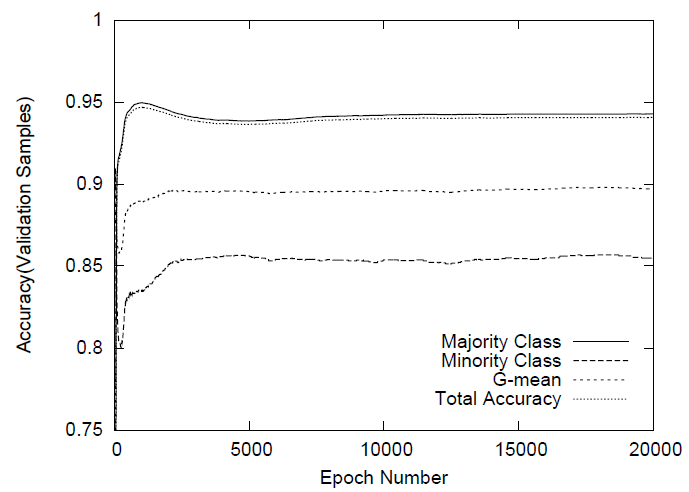 1
0.95
0.9
0.85
0.8
0.75
Accuracy(Validation Samples)
Majority Class
Minority Class
G-mean
Total Accuracy
0
5000
10000
15000
20000
Epoch Number